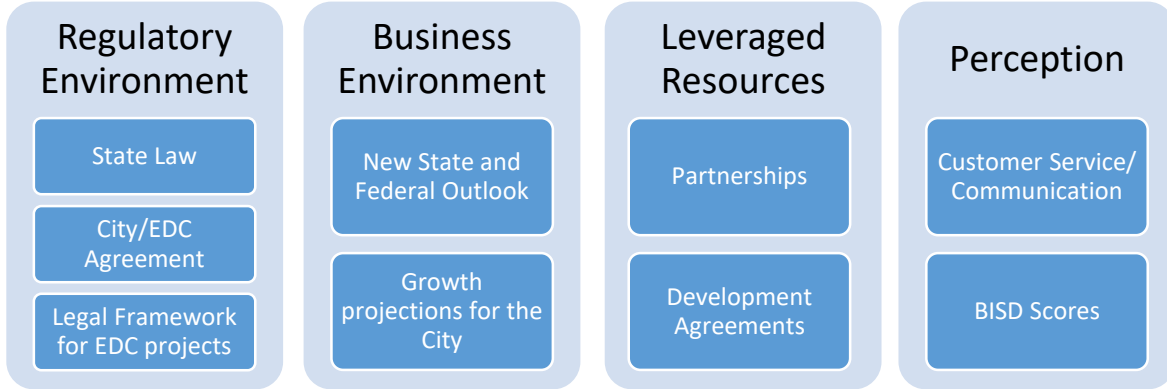 Regulatory
Environment
State Law
City/EDC
Agreement
Legal Framework
for EDC projects
Business
Environment
New State and
Federal Outlook
Growth
projections for the
City
Leveraged
Resources
Partnerships
Development
Agreements
Perception
Customer Service/
Communication
BISD Scores